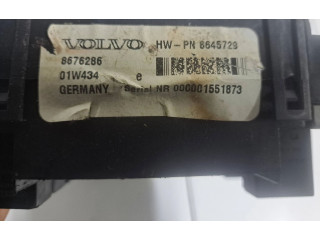 VOLVO HW-PN 8645729
8676286
01W434 e
GERMANY Serial NR 000001551873